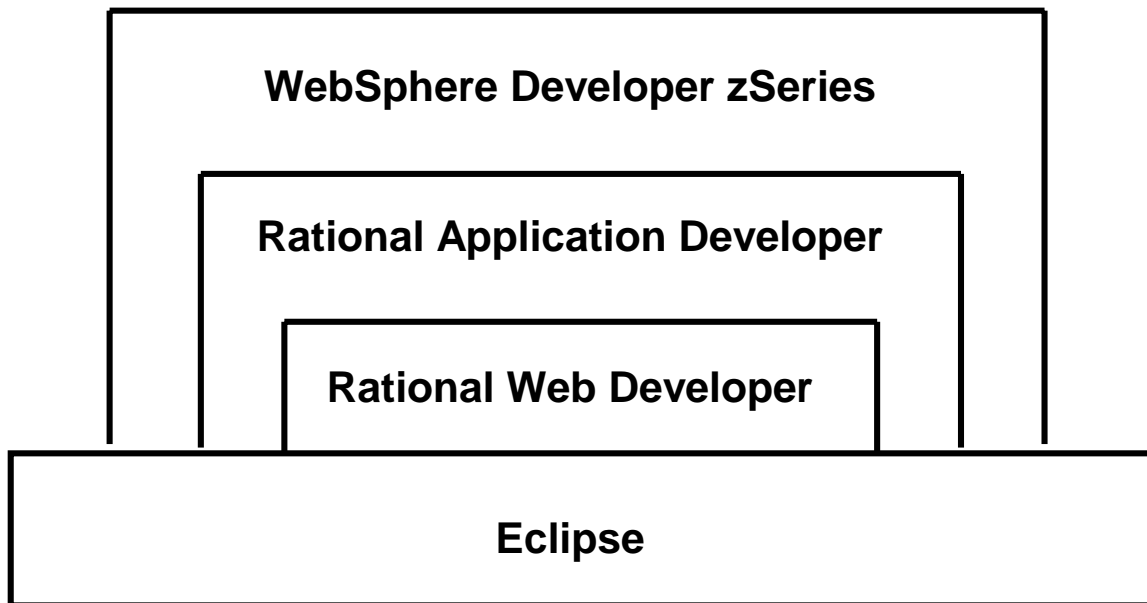 WebSphere Developer zSeries
Rational Application Developer
Rational Web Developer
Eclipse